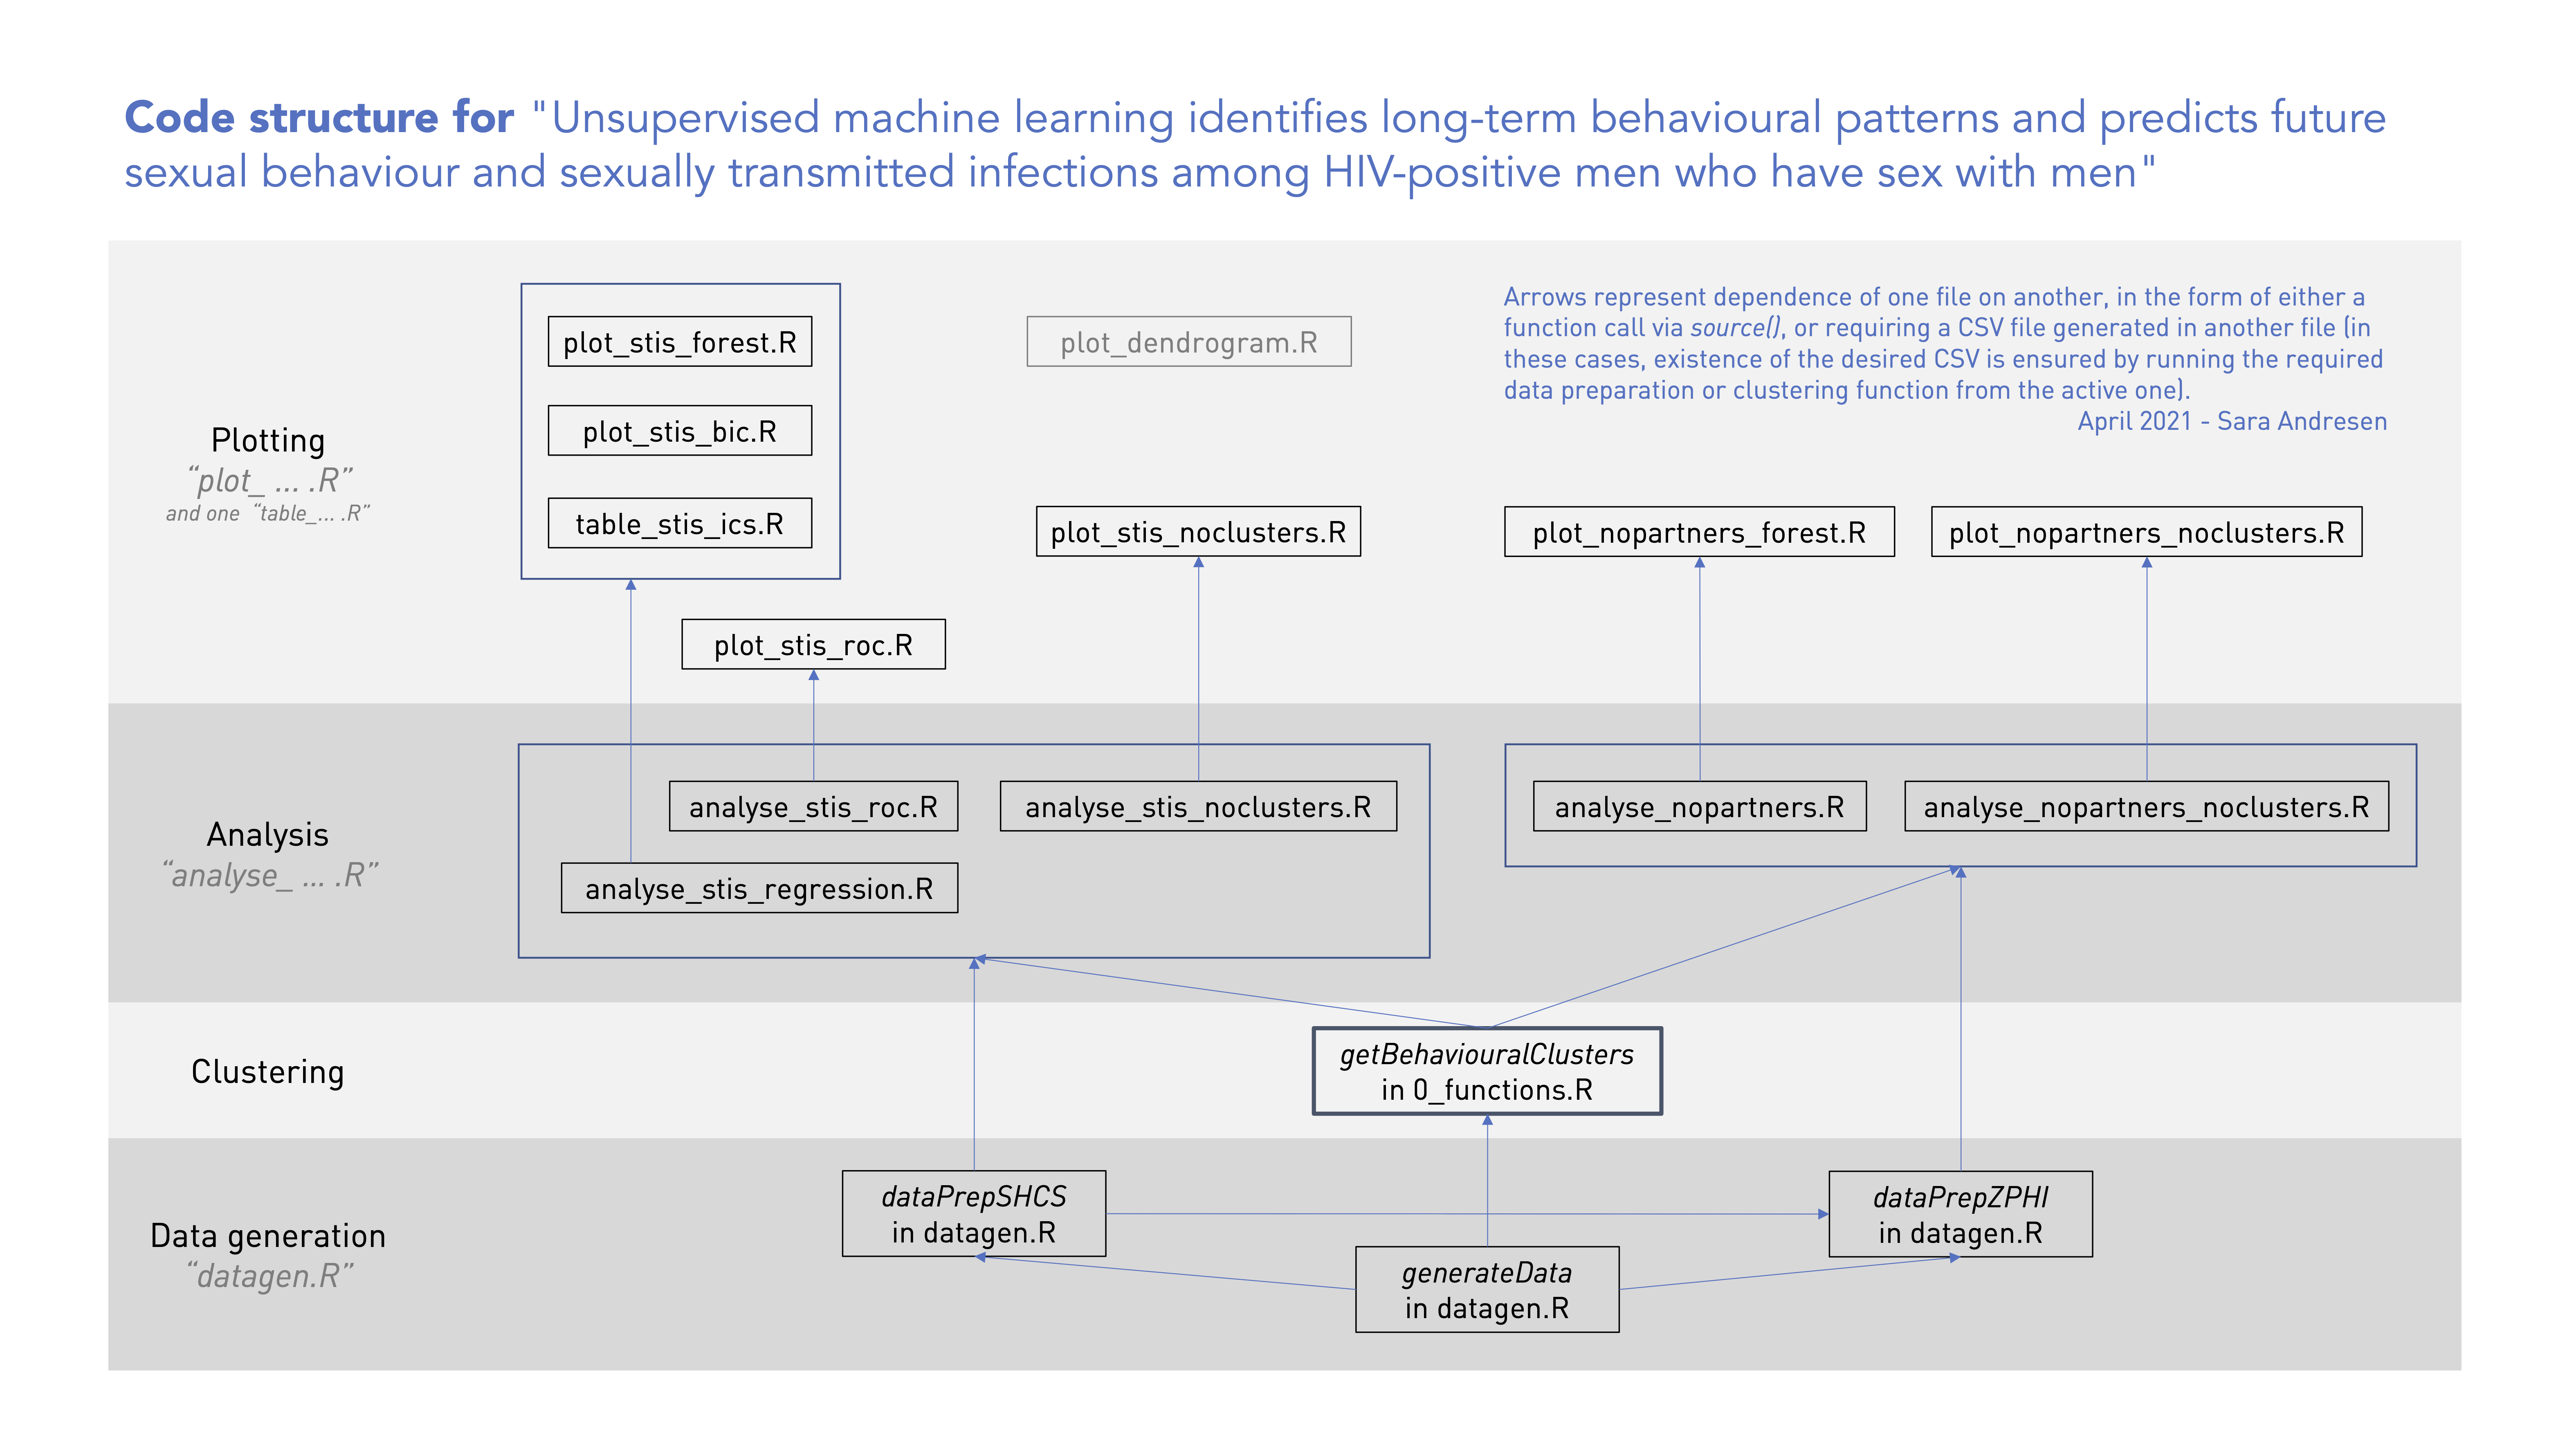 Code structure for "Unsupervised machine learning identifies long-term behavioural patterns and predicts future
sexual behaviour and sexually transmitted infections among HIV-positive men who have sex with men"
Arrows represent dependence of one file on another, in the form of either a
function call via source(), or requiring a CSV file generated in another file (in
these cases, existence of the desired CSV is ensured by running the required
data preparation or clustering function from the active one).
April 2021 - Sara Andresen
Plotting
“plot_ ... .R”
and one “table_... .R”
plot_stis_forest.R
plot_stis_bic.R
table_stis_ics.R
plot_dendrogram.R
plot_stis_noclusters.R
plot_nopartners_forest.R
plot_nopartners_noclusters.R
plot_stis_roc.R
Analysis
“analyse_ ... .R”
analyse_stis_roc.R
analyse_stis_noclusters.R
analyse_nopartners.R
analyse_nopartners_noclusters.R
analyse_stis_regression.R
Clustering
getBehaviouralClusters
in 0_functions.R
Data generation
“datagen.R”
dataPrepSHCS
in datagen.R
dataPrepZPHI
in datagen.R
generateData
in datagen.R